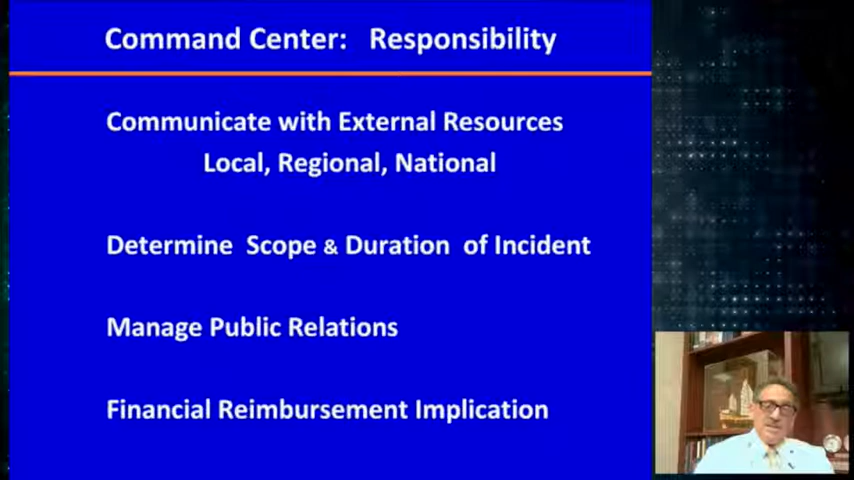 Command Center: Responsibility
Communicate with External Resources
Local, Regional, National
Determine Scope & Duration of Incident
Manage Public Relations
Financial Reimbursement Implication